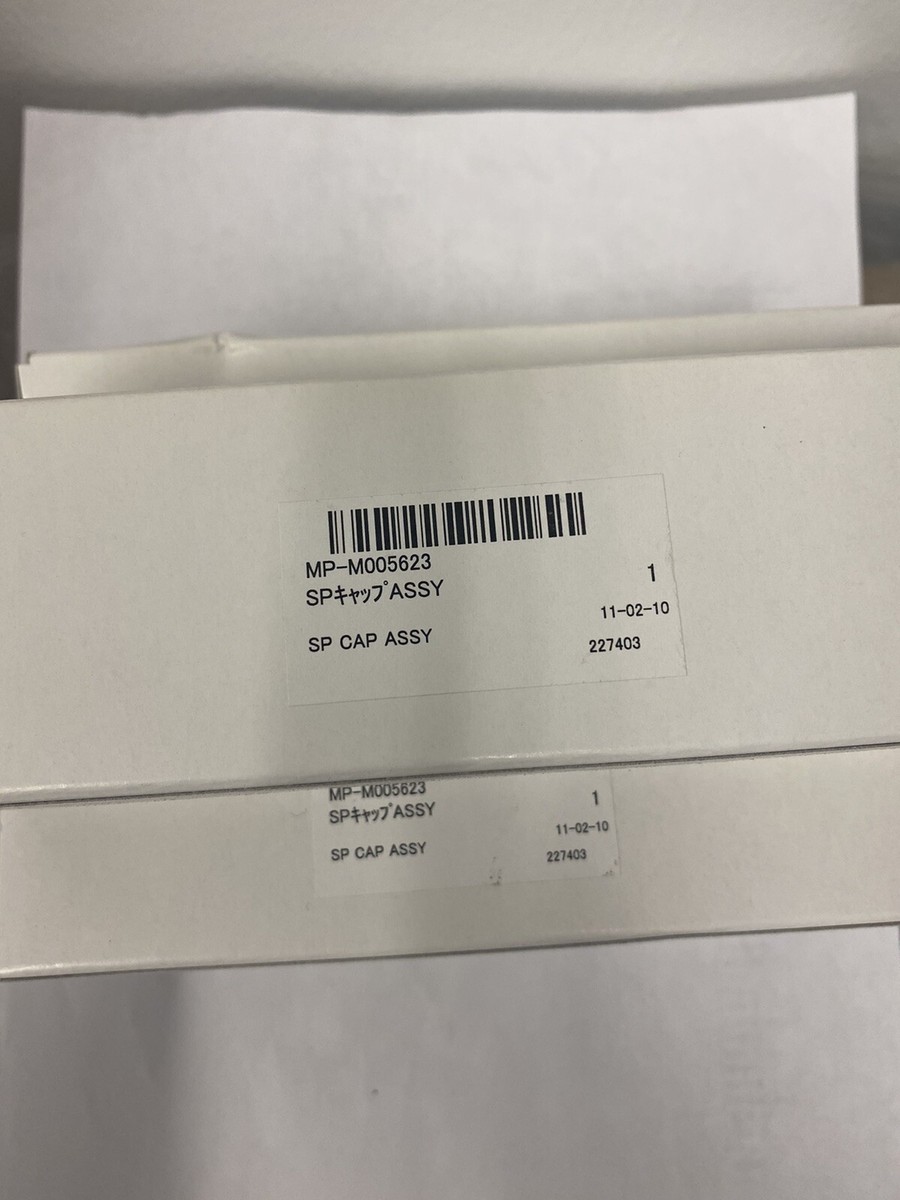 MP-M005623
SPキャップASSY
1
11-02-10
SP CAP ASSY
227403
MP-M005623
SPキャップASSY
1
11-02-10
SP CAP ASSY
227403